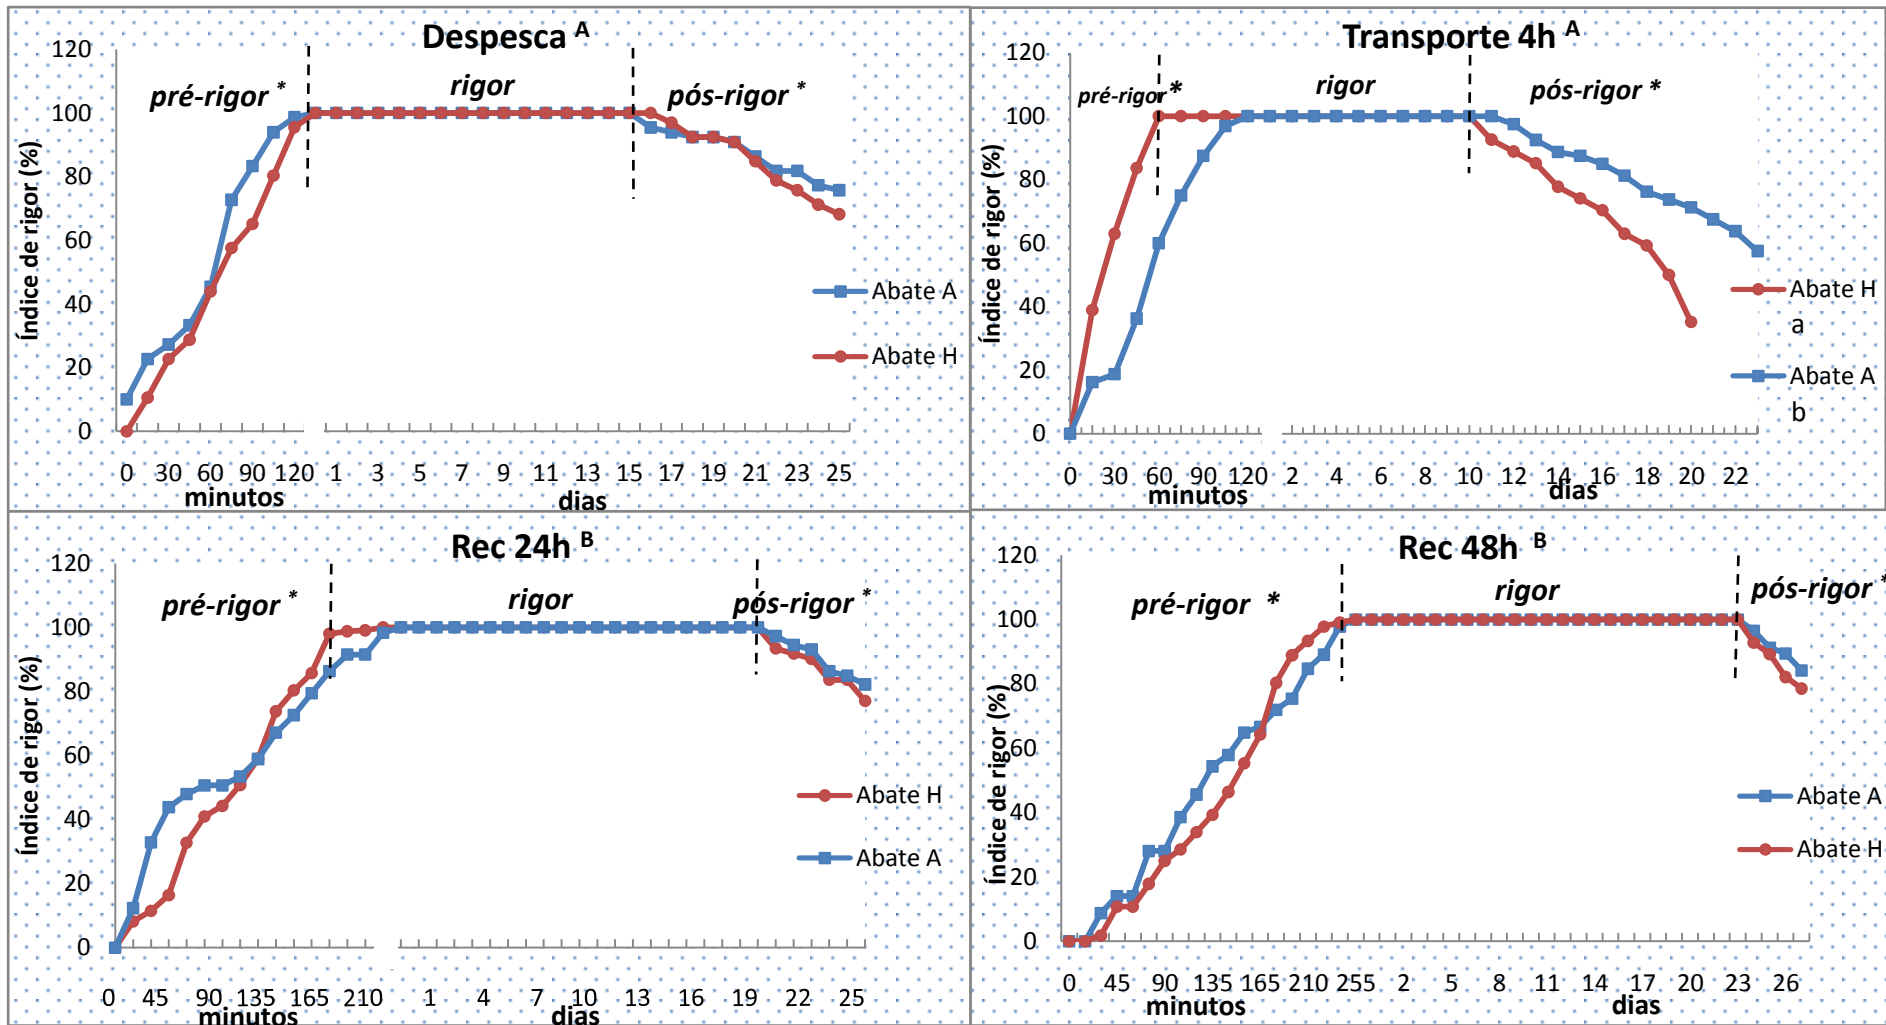 Despesca A
120
100
80
60
40
20
0
Índice de rigor (%)
pré-rigor *
rigor
pós-rigor *
Abate A
Abate H
0 30 60 90 120 1 3 5 7 9 11 13 15 17 19 21 23 25
minutos
dias
Transporte 4h A
120
100
80
60
40
20
0
Índice de rigor (%)
pré-rigor *
rigor
pós-rigor *
Abate H
a
Abate A
b
0 30 60 90 120 2 4 6 8 10 12 14 16 18 20 22
minutos
dias
Rec 24h B
120
100
80
60
40
20
0
Índice de rigor (%)
pré-rigor *
rigor
pós-rigor *
Abate H
Abate A
0 45 90 135 165 210 1 4 7 10 13 16 19 22 25
minutos
dias
Rec 48h B
120
100
80
60
40
20
0
Índice de rigor (%)
pré-rigor *
rigor
pós-rigor *
Abate A
Abate H
0 45 90 135 165 210 255 2 5 8 11 14 17 20 23 26
minutos
dias